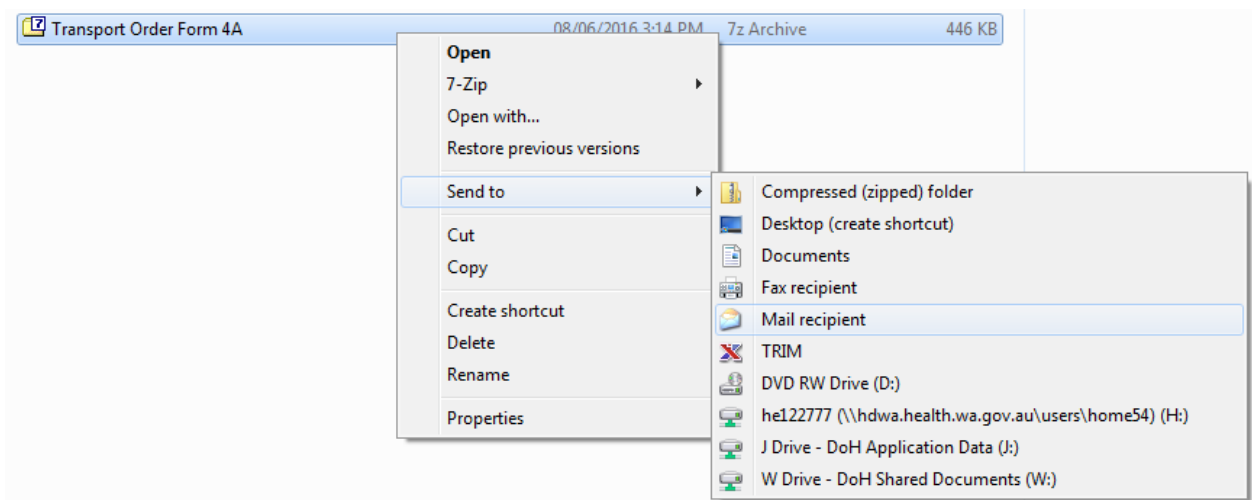 Transport Order Form 4A 08/06/2016 3:14 PM 7z Archive 446 KB
Open
7-Zip
Open with...
Restore previous versions
Send to
Cut
Copy
Create shortcut
Delete
Rename
Properties
Compressed (zipped) folder
Desktop (create shortcut)
Documents
Fax recipient
Mail recipient
TRIM
DVD RW Drive (D:)
he122777 (\\hdwa.health.wa.gov.au\users\home54) (H:)
J Drive - DoH Application Data (J:)
W Drive - DoH Shared Documents (W:)